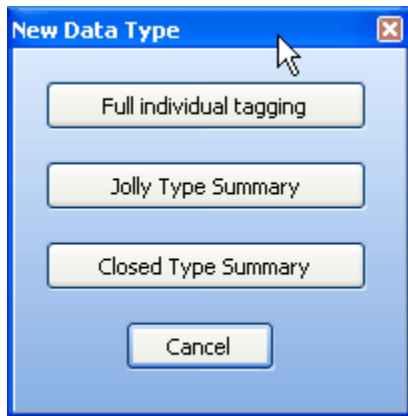 New Data Type
Full individual tagging
Jolly Type Summary
Closed Type Summary
Cancel